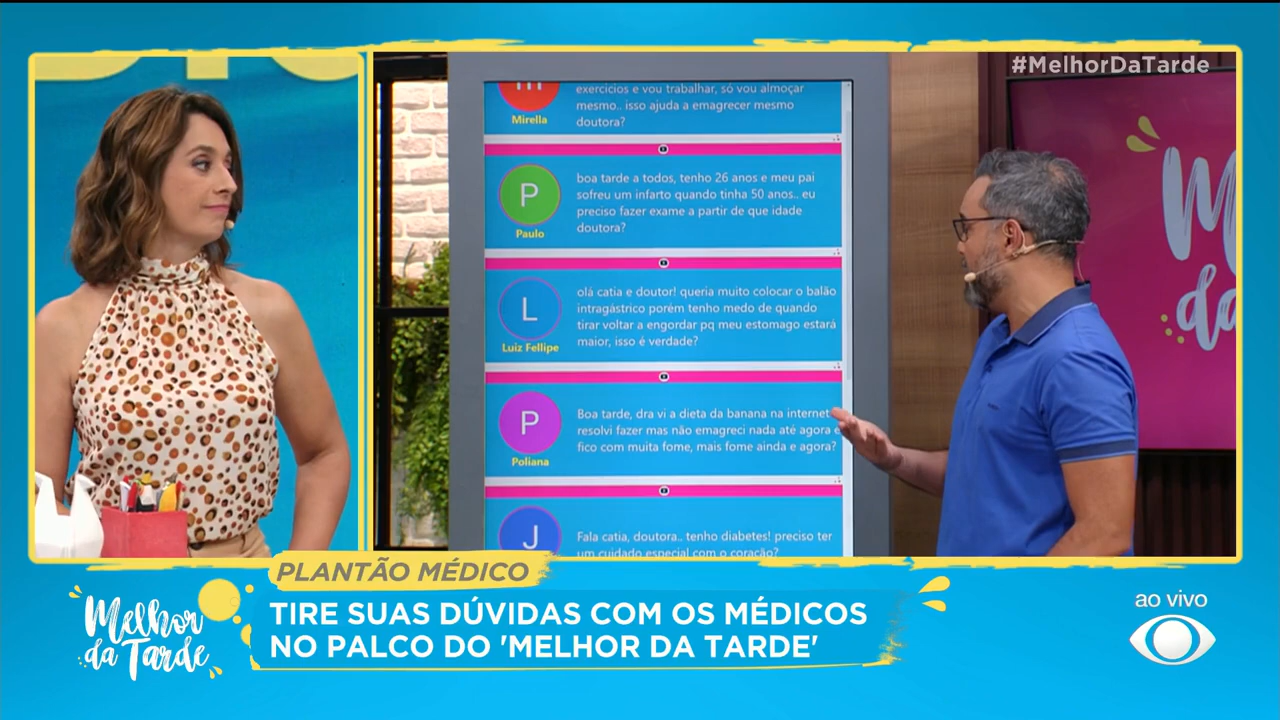 #MelhorDaTarde
exercicios e vou trabalhar, só vou almoçar
mesmo.. isso ajuda a emagrecer mesmo
doutora?
Mirella
P
boa tarde a todos, tenho 26 anos e meu pai
sofreu um infarto quando tinha 50 anos.. eu
preciso fazer exame a partir de que idade
doutora?
Paulo
L
olá catia e doutor! queria muito colocar o balão
intragástrico porém tenho medo de quando
tirar voltar a engordar pq meu estomago estará
maior, isso é verdade?
Luiz Fellipe
P
Boa tarde, dra vi a dieta da banana na internet
resolvi fazer mas não emagreci nada até agora e
fico com muita fome, mais fome ainda e agora?
Poliana
J
Fala catia, doutora.. tenho diabetes! preciso ter
um cuidado especial com o coração?
PLANTÃO MÉDICO
TIRE SUAS DÚVIDAS COM OS MÉDICOS
NO PALCO DO 'MELHOR DA TARDE'
Melhor
da Tarde
ao vivo